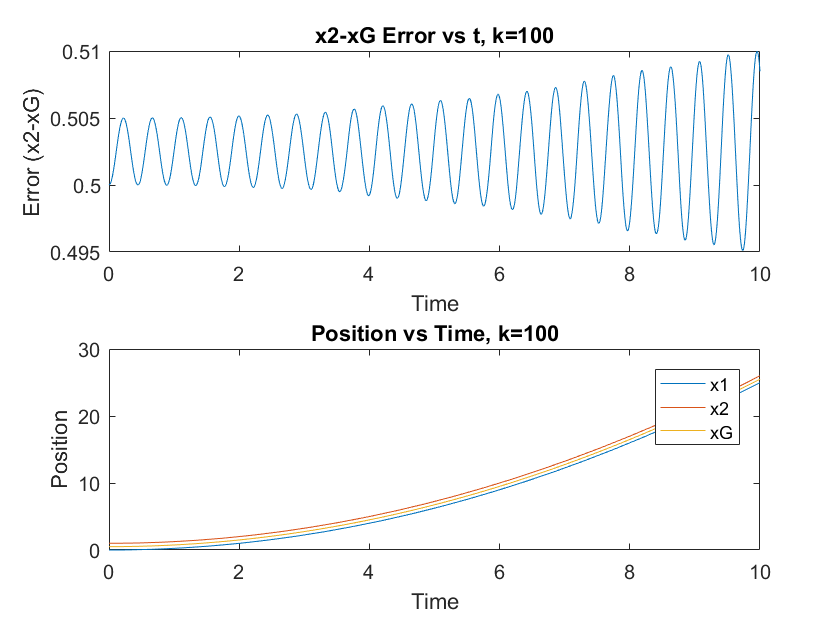 x2-xG Error vs t, k=100
0.51
0.505
0.5
0.495
Error (x2-xG)
0 2 4 6 8 10
Time
Position vs Time, k=100
30
20
10
0
Position
x1
x2
xG
0 2 4 6 8 10
Time